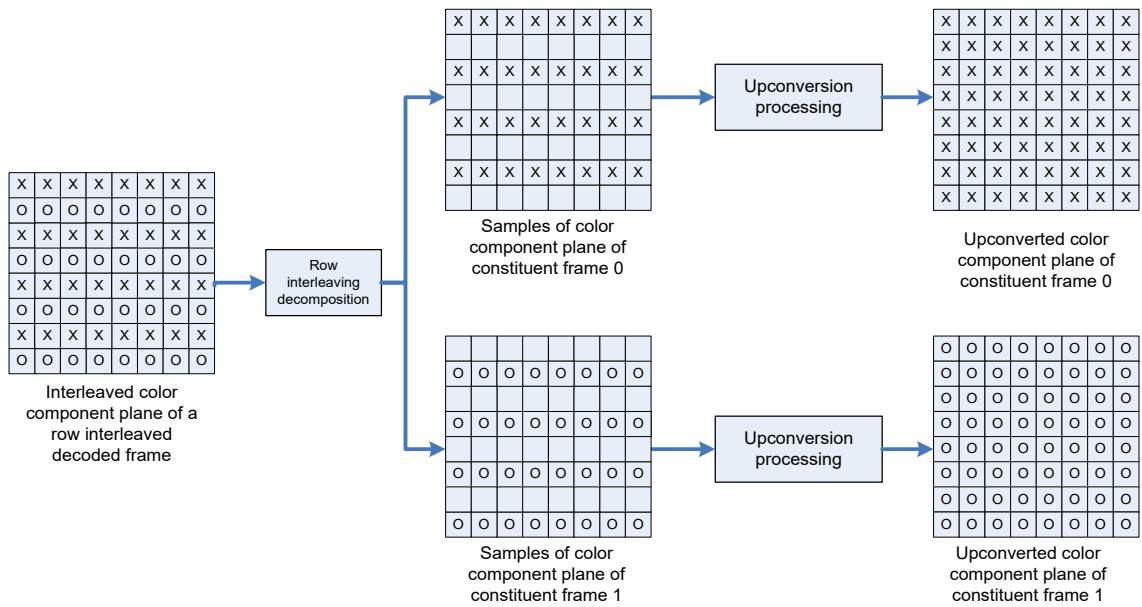 X X X X X X X X
X X X X X X X X
X X X X X X X X
X X X X X X X X
Samples of color
component plane of
constituent frame 0
Upconversion
processing
X X X X X X X X
X X X X X X X X
X X X X X X X X
X X X X X X X X
X X X X X X X X
X X X X X X X X
X X X X X X X X
X X X X X X X X
Upconverted color
component plane of
constituent frame 0
X X X X X X X X
O O O O O O O O
X X X X X X X X
O O O O O O O O
X X X X X X X X
O O O O O O O O
X X X X X X X X
O O O O O O O O
Interleaved color
component plane of a
row interleaved
decoded frame
Row
interleaving
decomposition
O O O O O O O O
O O O O O O O O
O O O O O O O O
O O O O O O O O
Samples of color
component plane of
constituent frame 1
Upconversion
processing
O O O O O O O O
O O O O O O O O
O O O O O O O O
O O O O O O O O
O O O O O O O O
O O O O O O O O
O O O O O O O O
O O O O O O O O
Upconverted color
component plane of
constituent frame 1